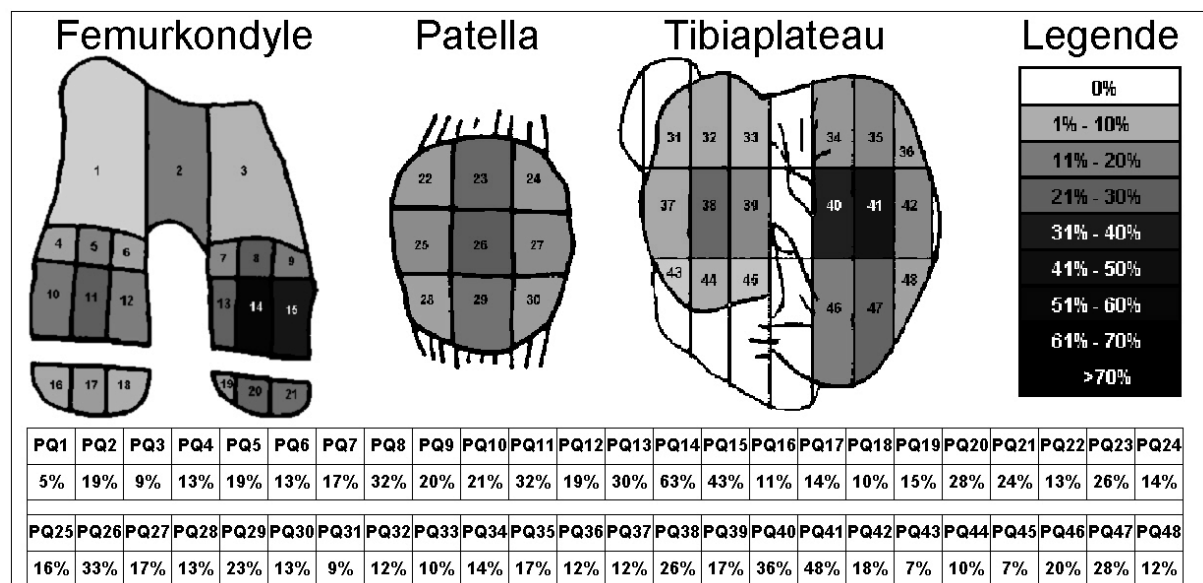 Femurkondyle Patella Tibiaplateau Legende
0%
1% - 10%
11% - 20%
21% - 30%
31% - 40%
41% - 50%
51% - 60%
61% - 70%
>70%
1 2 3
4 5 6 7 8 9
10 11 12 13 14 15
16 17 18 19 20 21
22 23 24
25 26 27
28 29 30
31 32 33 34 35 36
37 38 39 40 41 42
43 44 45 46 47 48
PQ1 PQ2 PQ3 PQ4 PQ5 PQ6 PQ7 PQ8 PQ9 PQ10 PQ11 PQ12 PQ13 PQ14 PQ15 PQ16 PQ17 PQ18 PQ19 PQ20 PQ21 PQ22 PQ23 PQ24
5% 19% 9% 13% 19% 13% 17% 32% 20% 21% 32% 19% 30% 63% 43% 11% 14% 10% 15% 28% 24% 13% 26% 14%
PQ25 PQ26 PQ27 PQ28 PQ29 PQ30 PQ31 PQ32 PQ33 PQ34 PQ35 PQ36 PQ37 PQ38 PQ39 PQ40 PQ41 PQ42 PQ43 PQ44 PQ45 PQ46 PQ47 PQ48
16% 33% 17% 13% 23% 13% 9% 12% 10% 14% 17% 12% 12% 26% 17% 36% 48% 18% 7% 10% 7% 20% 28% 12%